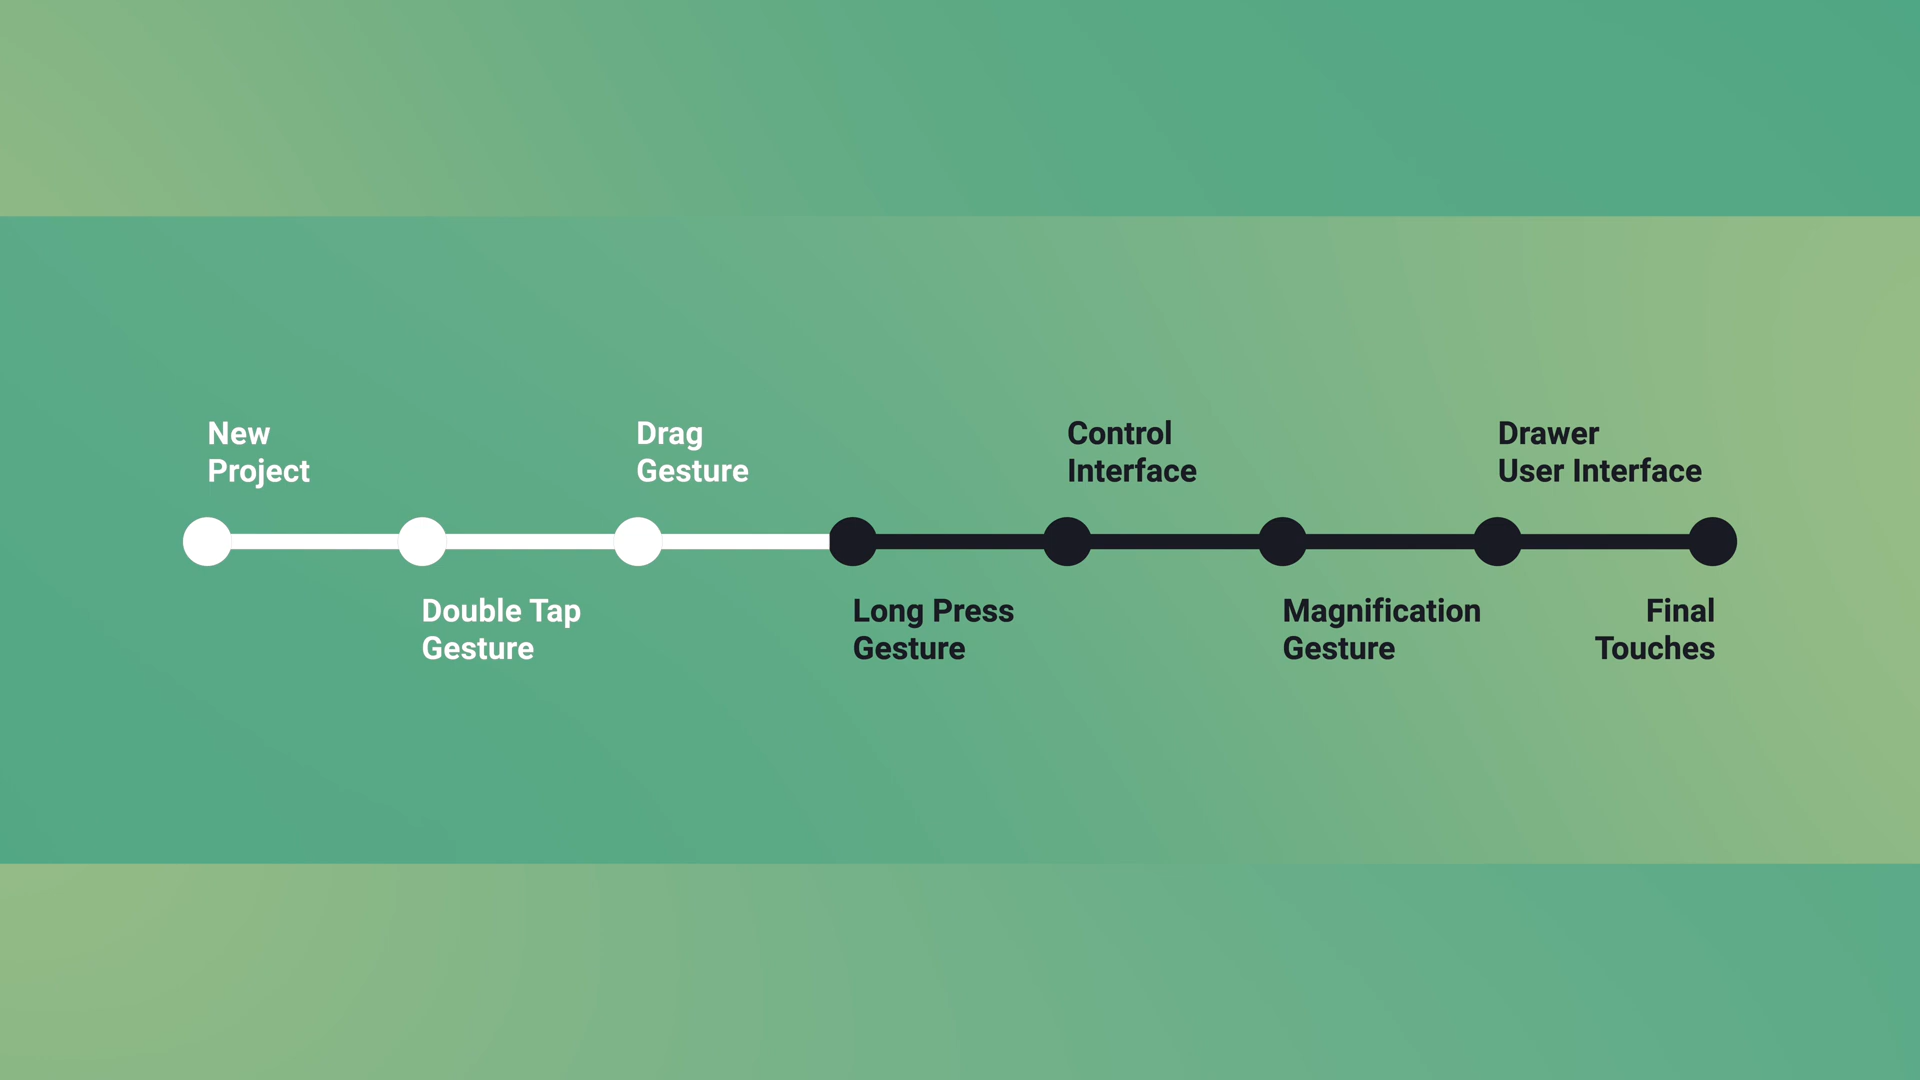 New
Project
Double Tap
Gesture
Drag
Gesture
Long Press
Gesture
Control
Interface
Magnification
Gesture
Drawer
User Interface
Final
Touches